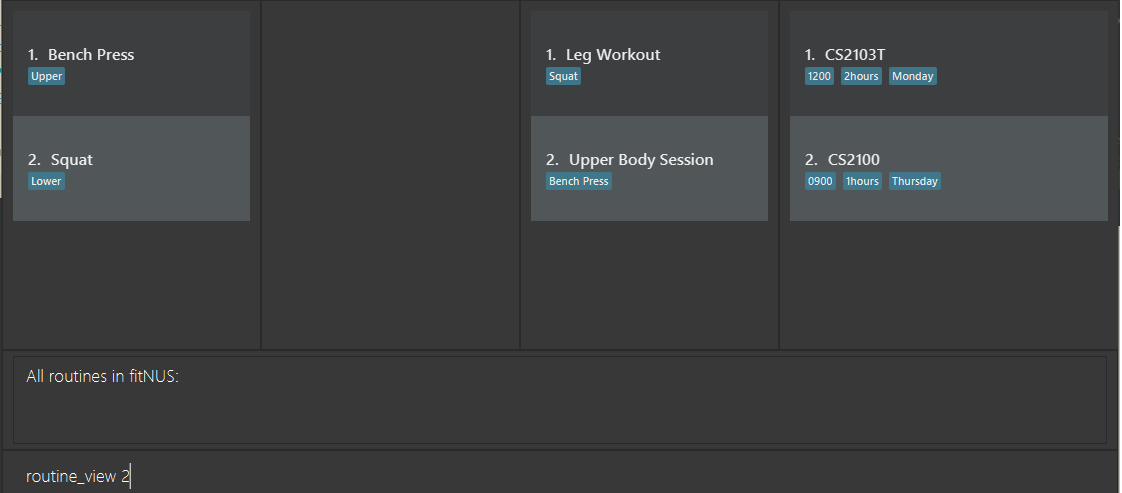 1. Bench Press
Upper
2. Squat
Lower
1. Leg Workout
Squat
2. Upper Body Session
Bench Press
1. CS2103T
1200 2hours Monday
2. CS2100
0900 1hours Thursday
All routines in fitNUS:
routine_view 2